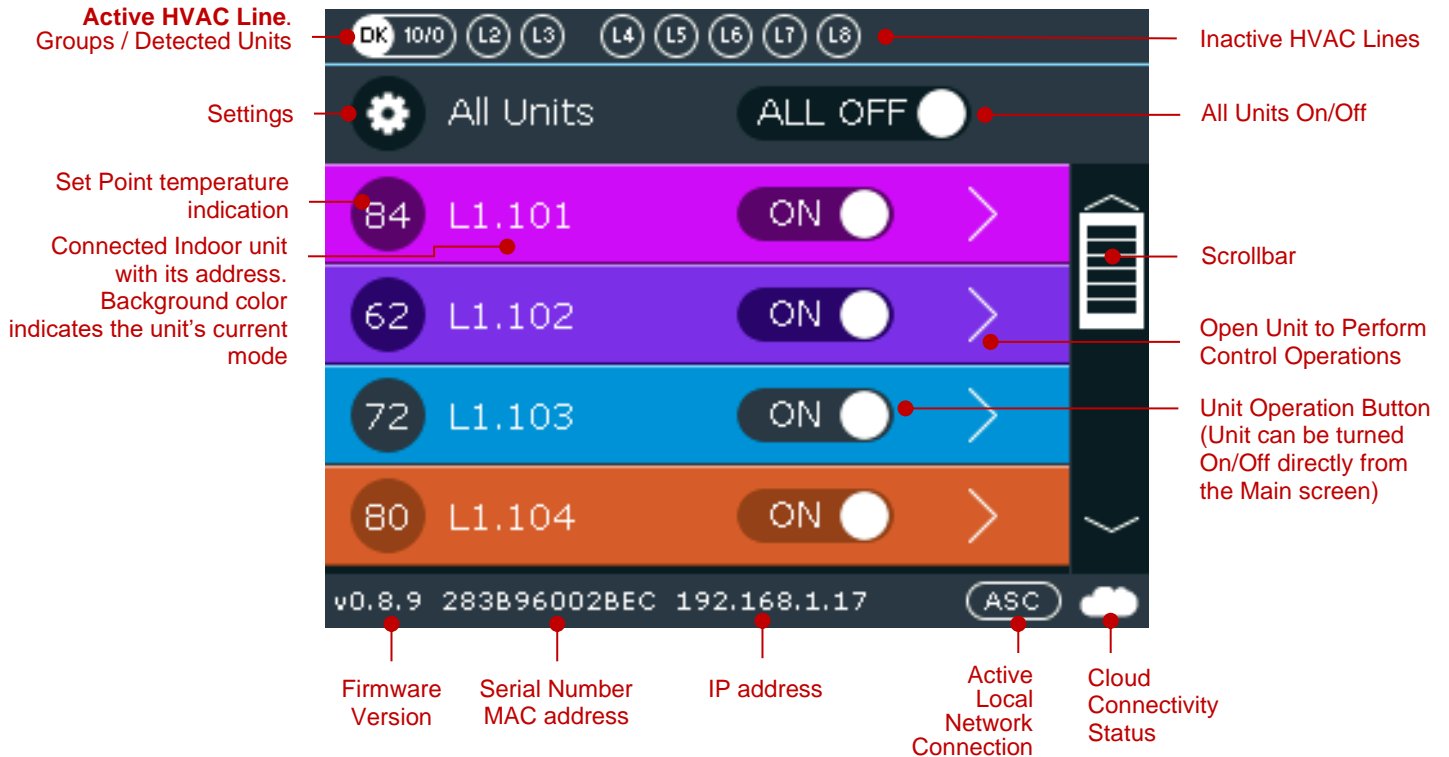 Active HVAC Line.
Groups / Detected Units
DK 10/0 L2 L3 L4 L5 L6 L7 L8
Inactive HVAC Lines
Settings
All Units ALL OFF
All Units On/Off
Set Point temperature
indication
84 L1.101 ON
Connected Indoor unit
with its address.
Background color
indicates the unit's current
mode
Scrollbar
62 L1.102 ON
Open Unit to Perform
Control Operations
72 L1.103 ON
Unit Operation Button
(Unit can be turned
On/Off directly from
the Main screen)
80 L1.104 ON
v0.8.9 283B96002BEC 192.168.1.17 ASC
Firmware
Version
Serial Number
MAC address
IP address
Active
Local
Network
Connection
Cloud
Connectivity
Status